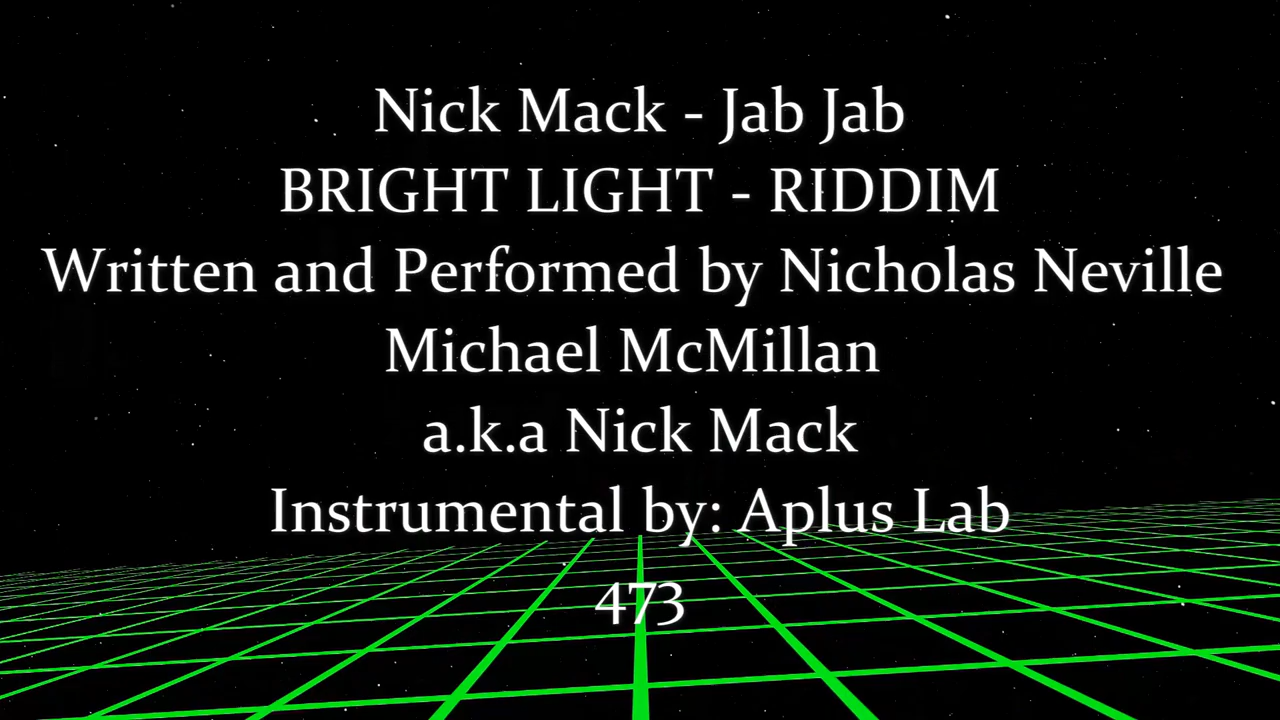 Nick Mack - Jab Jab
BRIGHT LIGHT - RIDDIM
Written and Performed by Nicholas Neville
Michael McMillan
a.k.a Nick Mack
Instrumental by: Aplus Lab
473